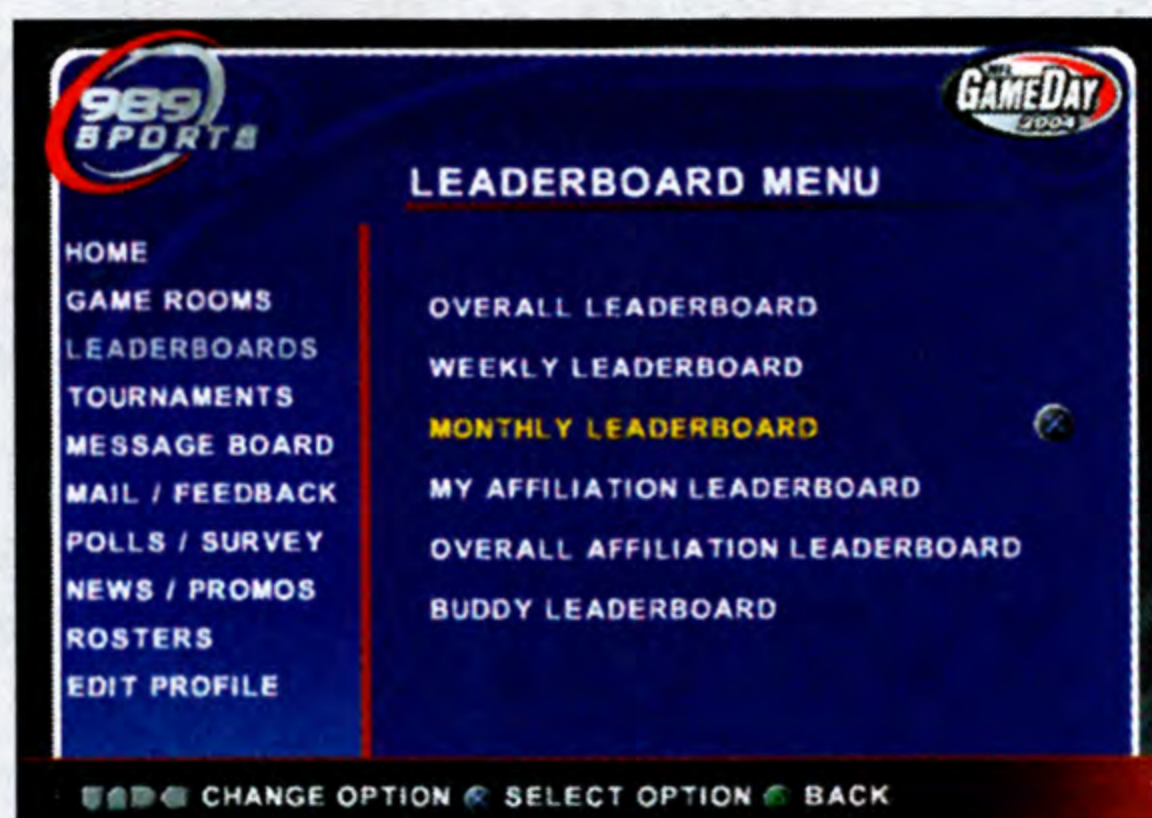 989
SPORTS
NFL
GAMEDAY
2004
LEADERBOARD MENU
HOME
GAME ROOMS
LEADERBOARDS
TOURNAMENTS
MESSAGE BOARD
MAIL / FEEDBACK
POLLS / SURVEY
NEWS / PROMOS
ROSTERS
EDIT PROFILE
OVERALL LEADERBOARD
WEEKLY LEADERBOARD
MONTHLY LEADERBOARD
MY AFFILIATION LEADERBOARD
OVERALL AFFILIATION LEADERBOARD
BUDDY LEADERBOARD
CHANGE OPTION SELECT OPTION BACK